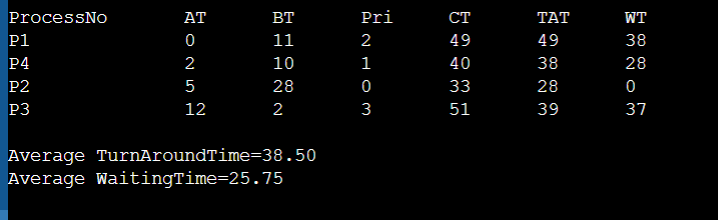 ProcessNo AT BT Pri CT TAT WT
P1 0 11 2 49 49 38
P4 2 10 1 40 38 28
P2 5 28 0 33 28 0
P3 12 2 3 51 39 37
Average TurnAroundTime=38.50
Average WaitingTime=25.75